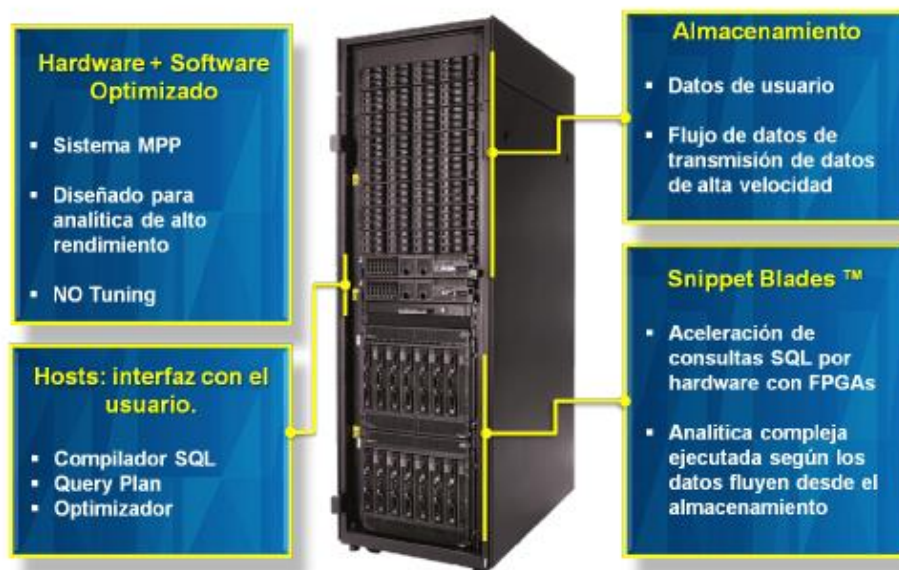 Hardware + Software
Optimizado
▪ Sistema MPP
▪ Diseñado para
analítica de alto
rendimiento
▪ NO Tuning
Hosts: interfaz con el
usuario.
▪ Compilador SQL
▪ Query Plan
▪ Optimizador
Almacenamiento
▪ Datos de usuario
▪ Flujo de datos de
transmisión de datos
de alta velocidad
Snippet Blades ™
▪ Aceleración de
consultas SQL por
hardware con FPGAs
▪ Analítica compleja
ejecutada según los
datos fluyen desde el
almacenamiento